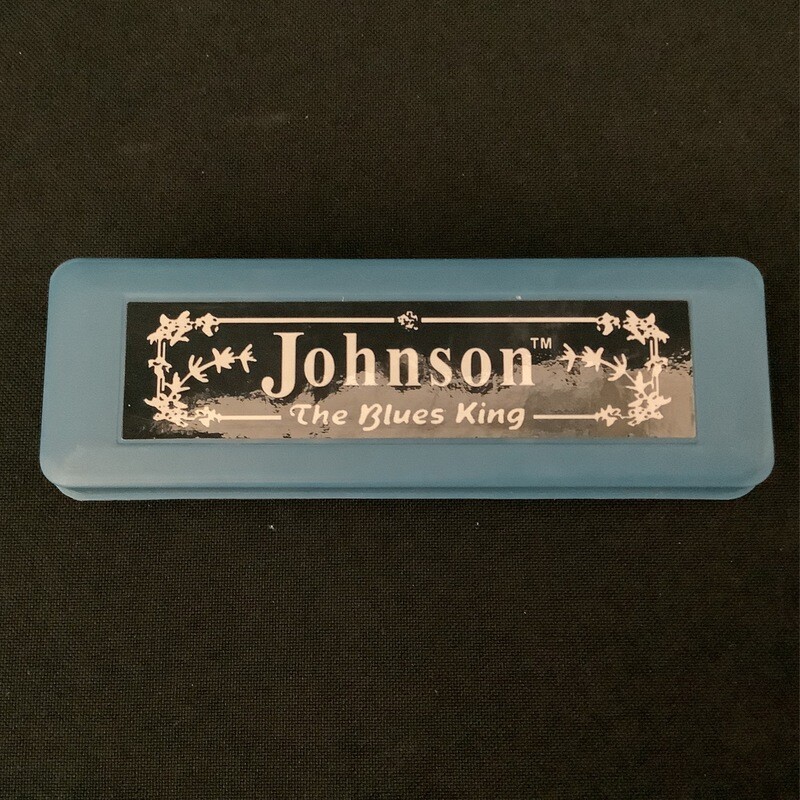 Johnson™
The Blues King